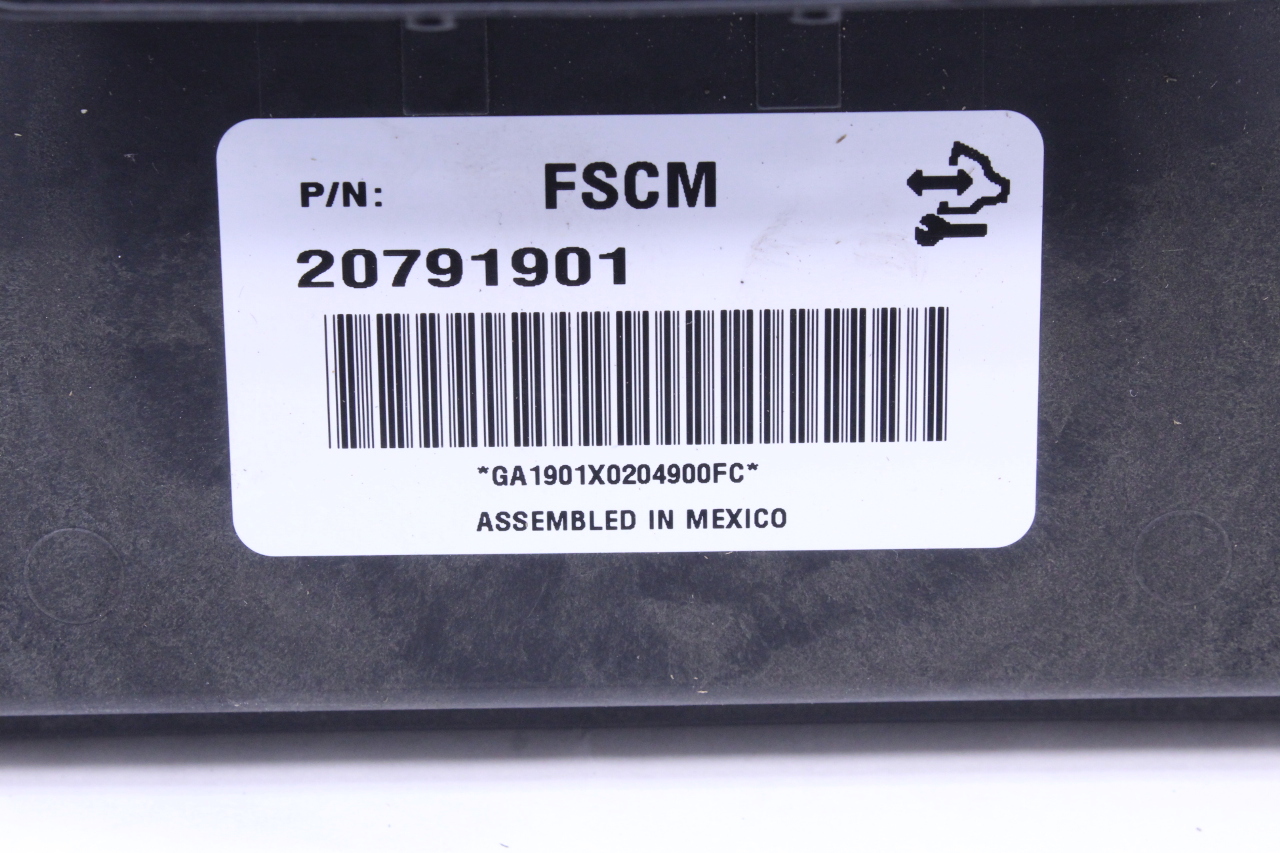 P/N: FSCM
20791901
*GA1901X0204900FC*
ASSEMBLED IN MEXICO